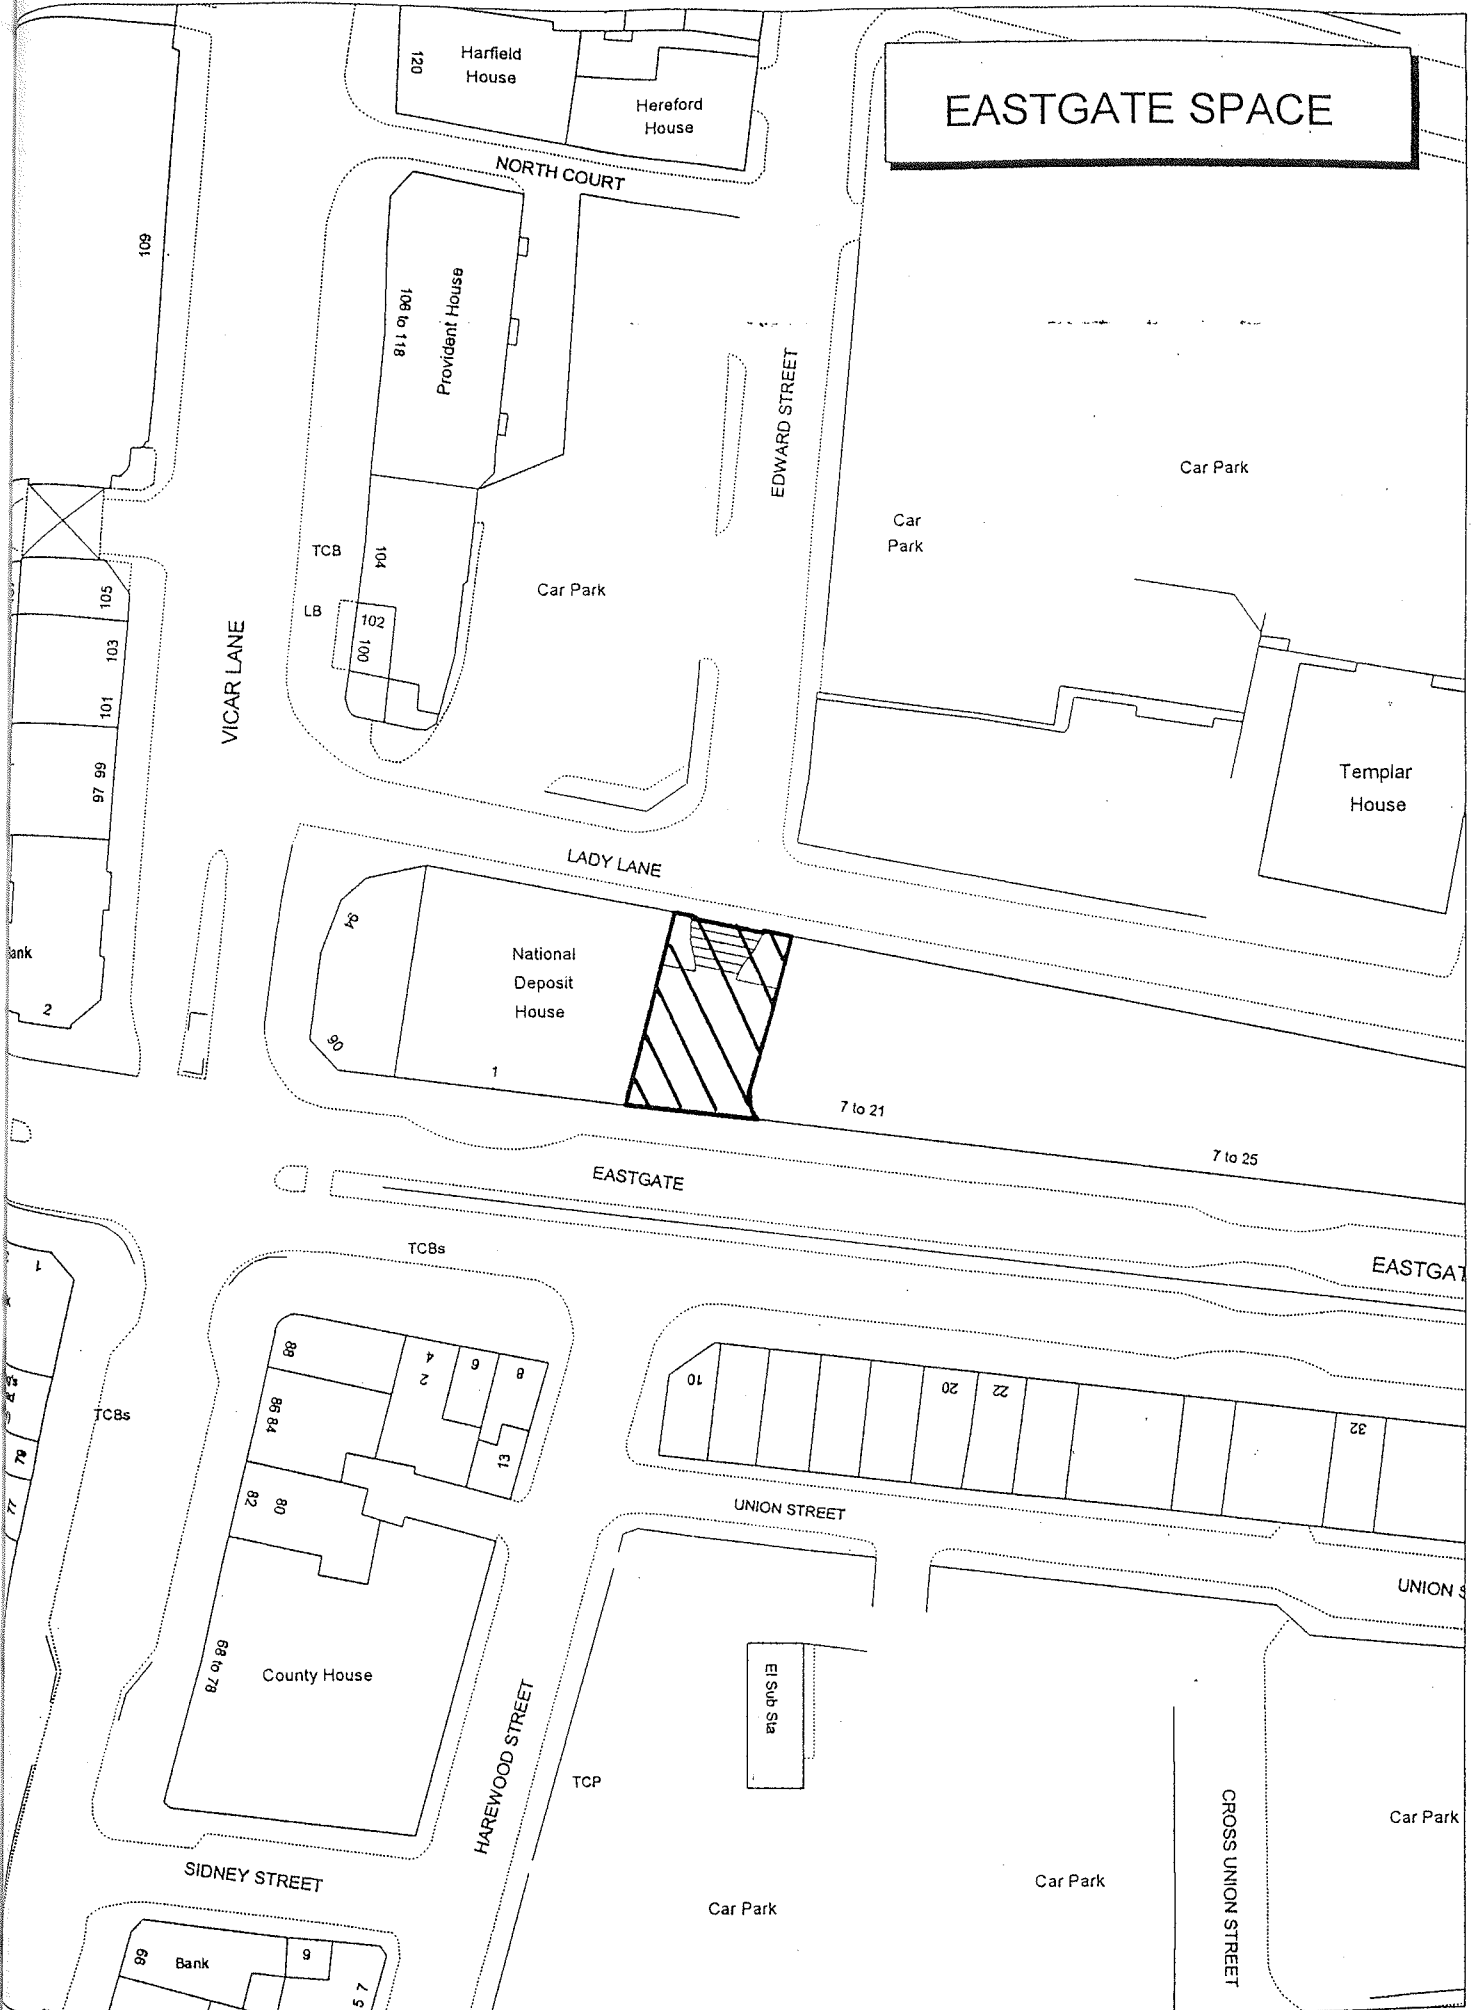 EASTGATE SPACE
120
Harfield
House
Hereford
House
NORTH COURT
109
106 to 118
Provident House
EDWARD STREET
Car Park
Car
Park
TCB
104
Car Park
LB
102
100
105
103
101
97 99
VICAR LANE
Templar
House
LADY LANE
94
National
Deposit
House
90
1
2
7 to 21
7 to 25
EASTGATE
TCBs
EASTGAT
1
88
4
2
6
8
10
20
22
32
86 84
13
TCBs
78
77
82
80
UNION STREET
UNION S
68 to 78
County House
El Sub Sta
HAREWOOD STREET
TCP
CROSS UNION STREET
Car Park
SIDNEY STREET
Car Park
Car Park
66
Bank
9
5 7